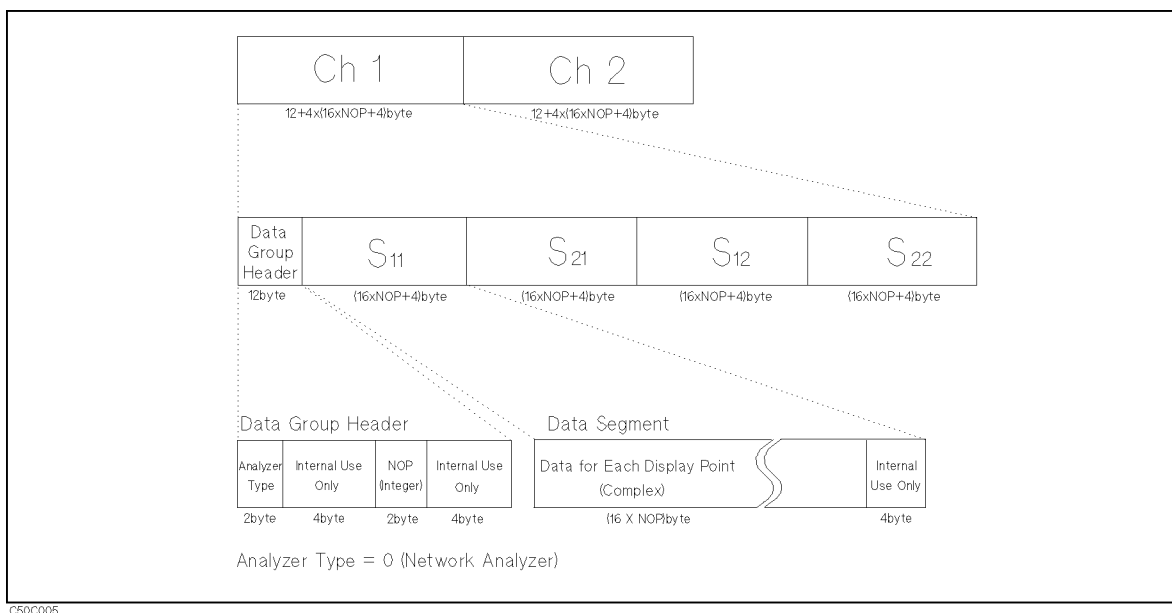 Ch 1 Ch 2
12+4x(16xNOP+4)byte 12+4x(16xNOP+4)byte
Data
Group
Header
S11 S21 S12 S22
12byte (16xNOP+4)byte (16xNOP+4)byte (16xNOP+4)byte (16xNOP+4)byte
Data Group Header Data Segment
Analyzer
Type
Internal Use
Only
NOP
(Integer)
Internal Use
Only
Data for Each Display Point
(Complex)
Internal
Use Only
2byte 4byte 2byte 4byte (16 X NOP)byte 4byte
Analyzer Type = 0 (Network Analyzer)
C50C005